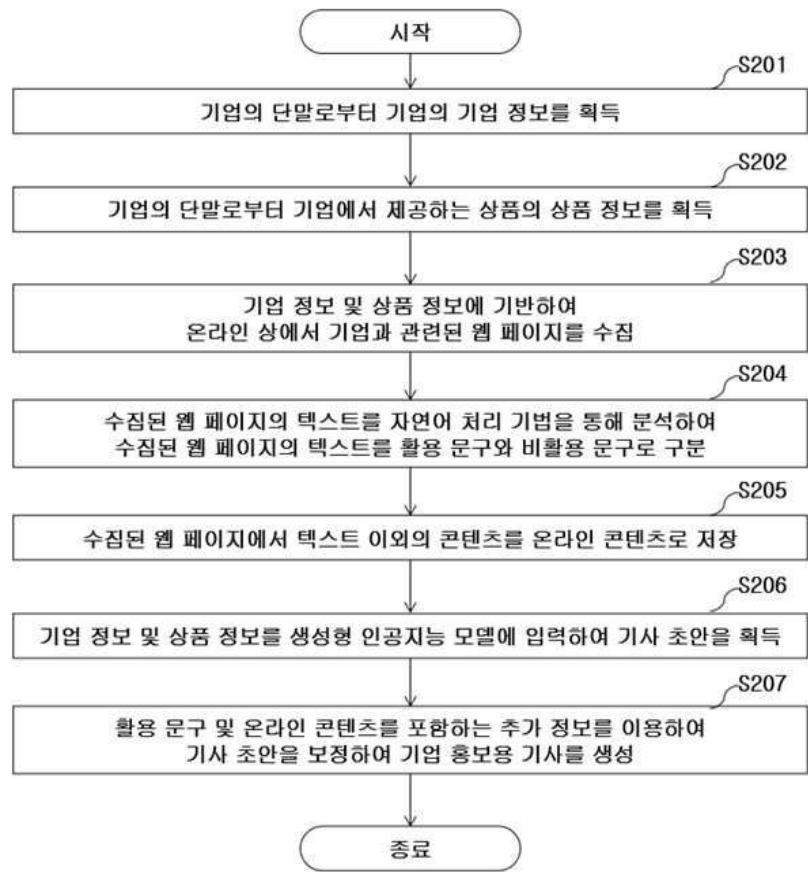 시작
S201
기업의 단말로부터 기업의 기업 정보를 획득
S202
기업의 단말로부터 기업에서 제공하는 상품의 상품 정보를 획득
S203
기업 정보 및 상품 정보에 기반하여
온라인 상에서 기업과 관련된 웹 페이지를 수집
S204
수집된 웹 페이지의 텍스트를 자연어 처리 기법을 통해 분석하여
수집된 웹 페이지의 텍스트를 활용 문구와 비활용 문구로 구분
S205
수집된 웹 페이지에서 텍스트 이외의 콘텐츠를 온라인 콘텐츠로 저장
S206
기업 정보 및 상품 정보를 생성형 인공지능 모델에 입력하여 기사 초안을 획득
S207
활용 문구 및 온라인 콘텐츠를 포함하는 추가 정보를 이용하여
기사 초안을 보정하여 기업 홍보용 기사를 생성
종료